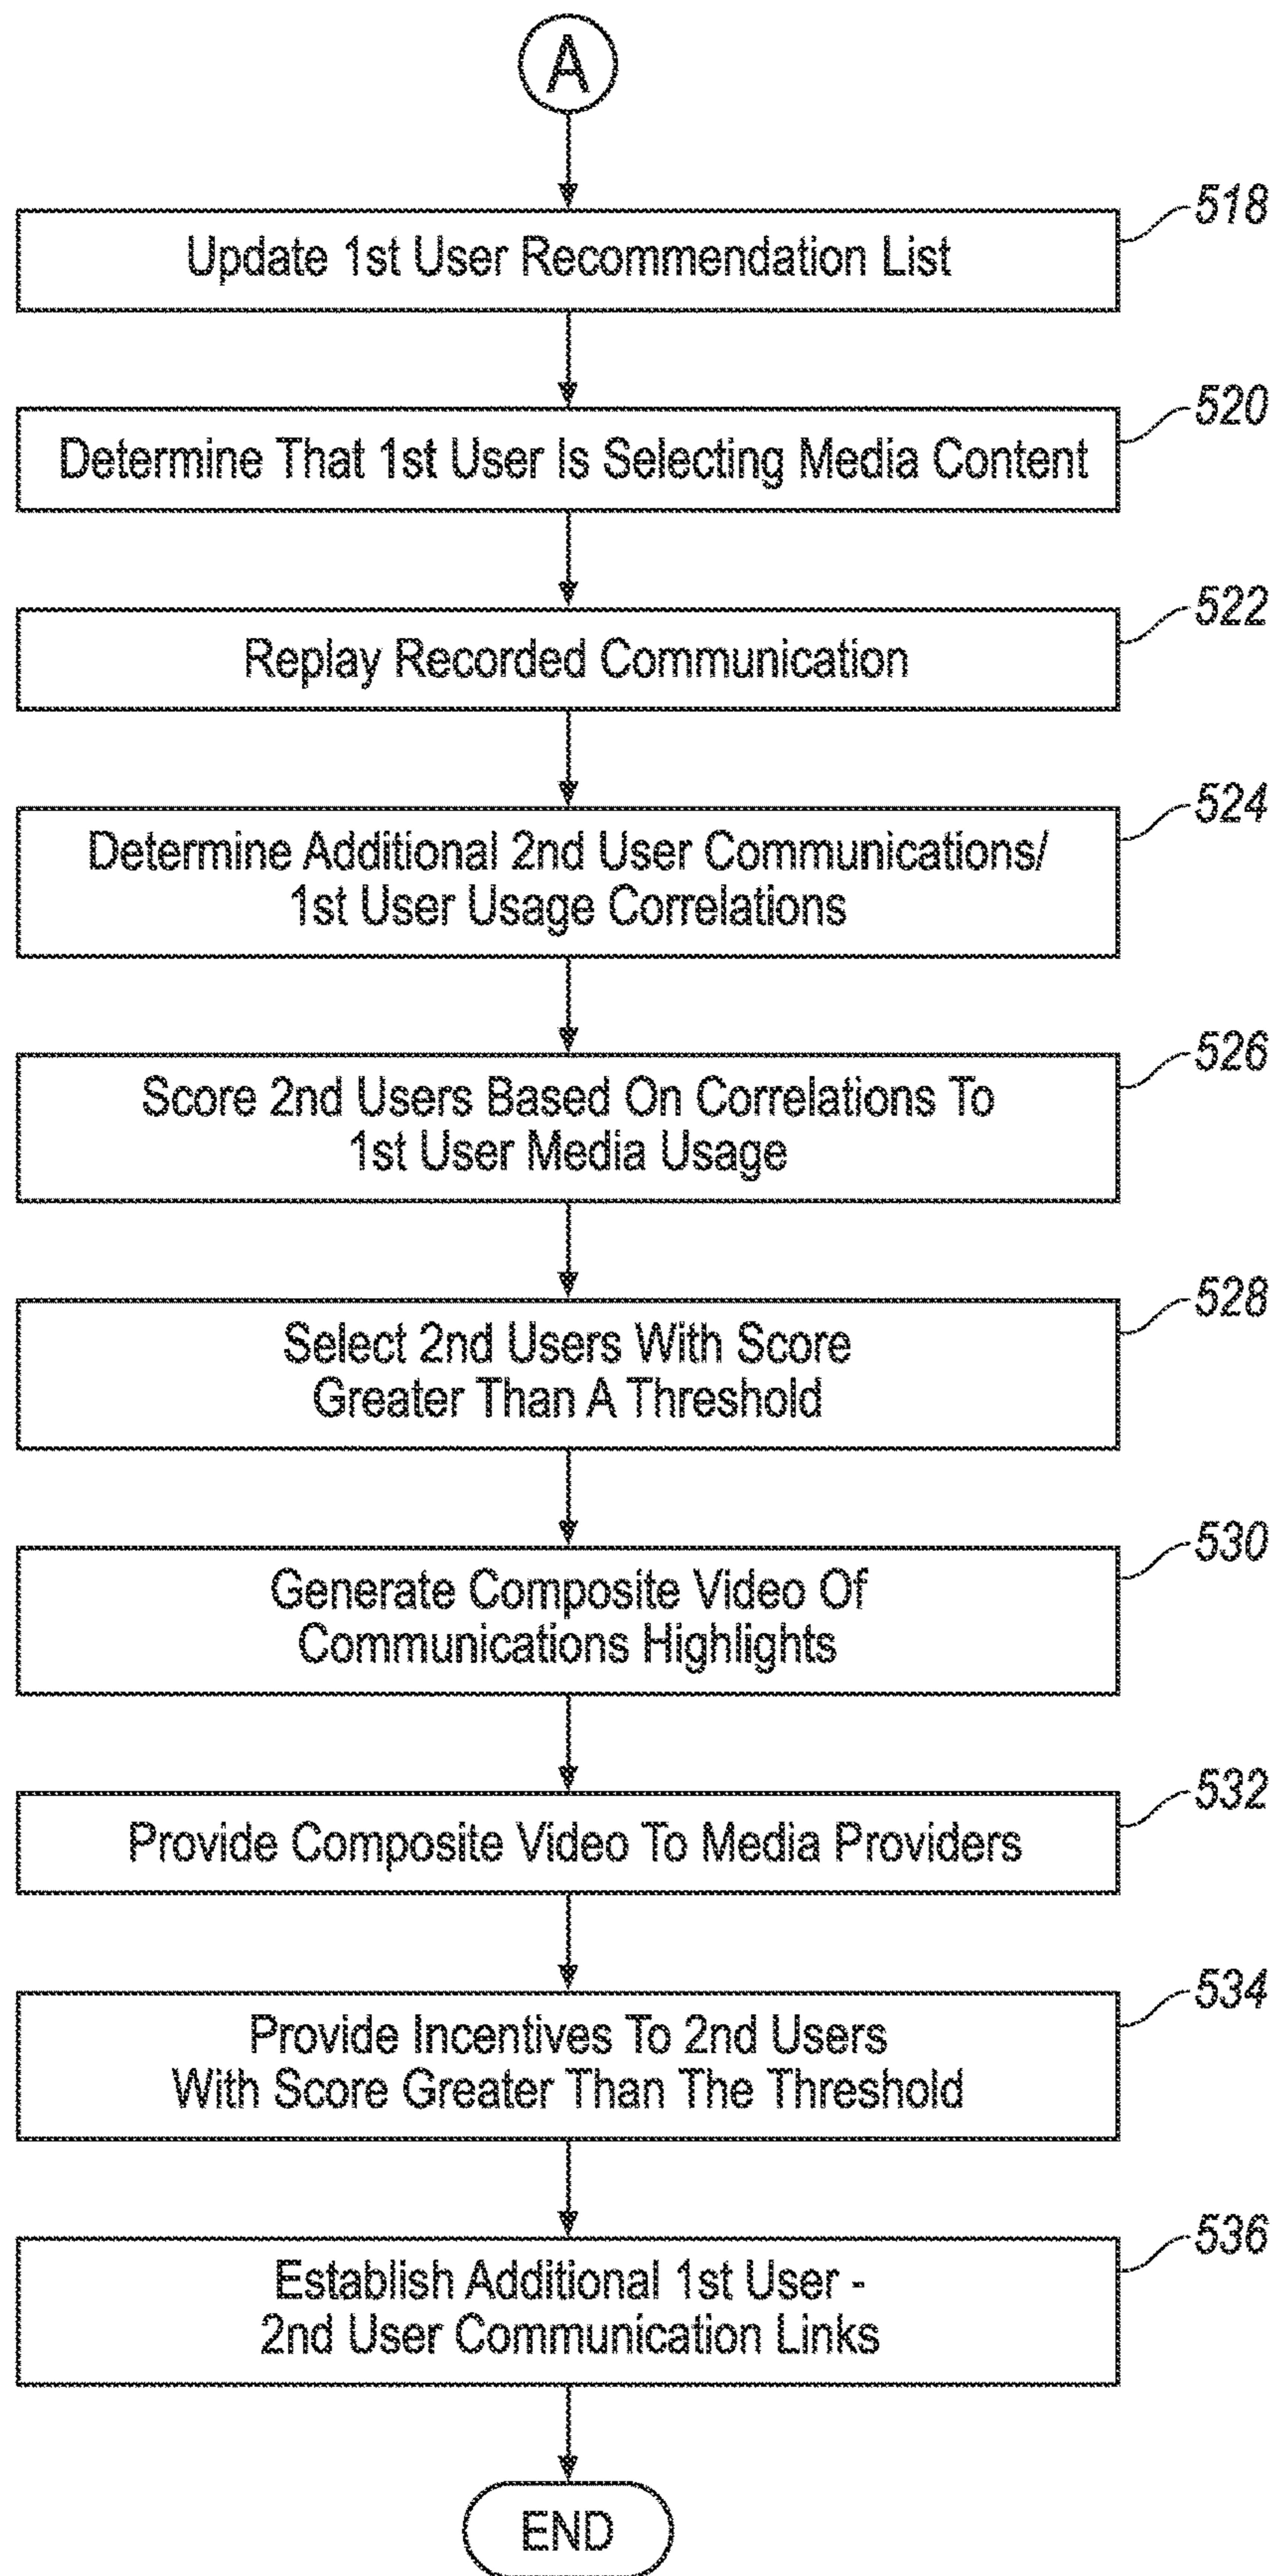 A
518
Update 1st User Recommendation List
520
Determine That 1st User Is Selecting Media Content
522
Replay Recorded Communication
524
Determine Additional 2nd User Communications/
1st User Usage Correlations
526
Score 2nd Users Based On Correlations To
1st User Media Usage
528
Select 2nd Users With Score
Greater Than A Threshold
530
Generate Composite Video Of
Communications Highlights
532
Provide Composite Video To Media Providers
534
Provide Incentives To 2nd Users
With Score Greater Than The Threshold
536
Establish Additional 1st User -
2nd User Communication Links
END